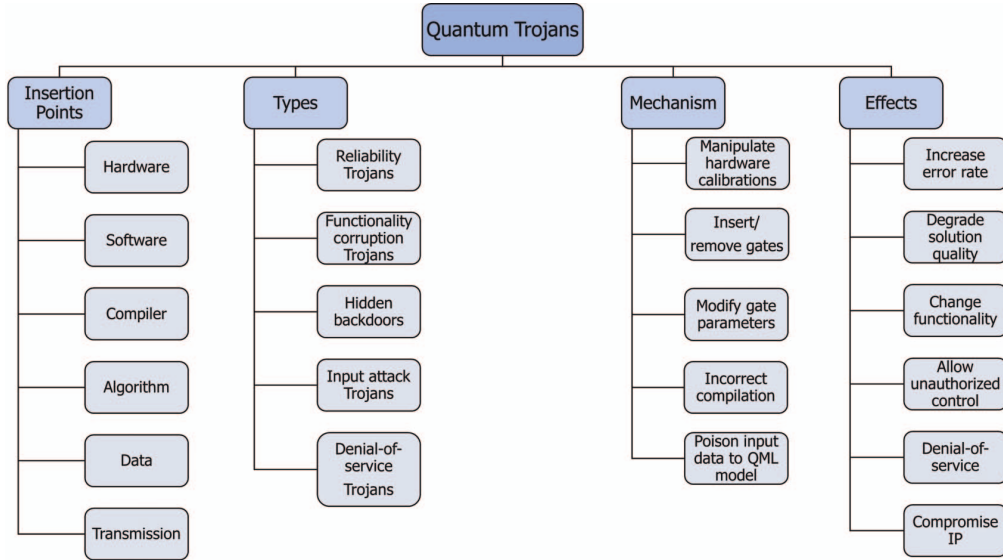 Quantum Trojans
Insertion
Points
Hardware
Software
Compiler
Algorithm
Data
Transmission
Types
Reliability
Trojans
Functionality
corruption
Trojans
Hidden
backdoors
Input attack
Trojans
Denial-of-
service
Trojans
Mechanism
Manipulate
hardware
calibrations
Insert/
remove gates
Modify gate
parameters
Incorrect
compilation
Poison input
data to QML
model
Effects
Increase
error rate
Degrade
solution
quality
Change
functionality
Allow
unauthorized
control
Denial-of-
service
Compromise
IP